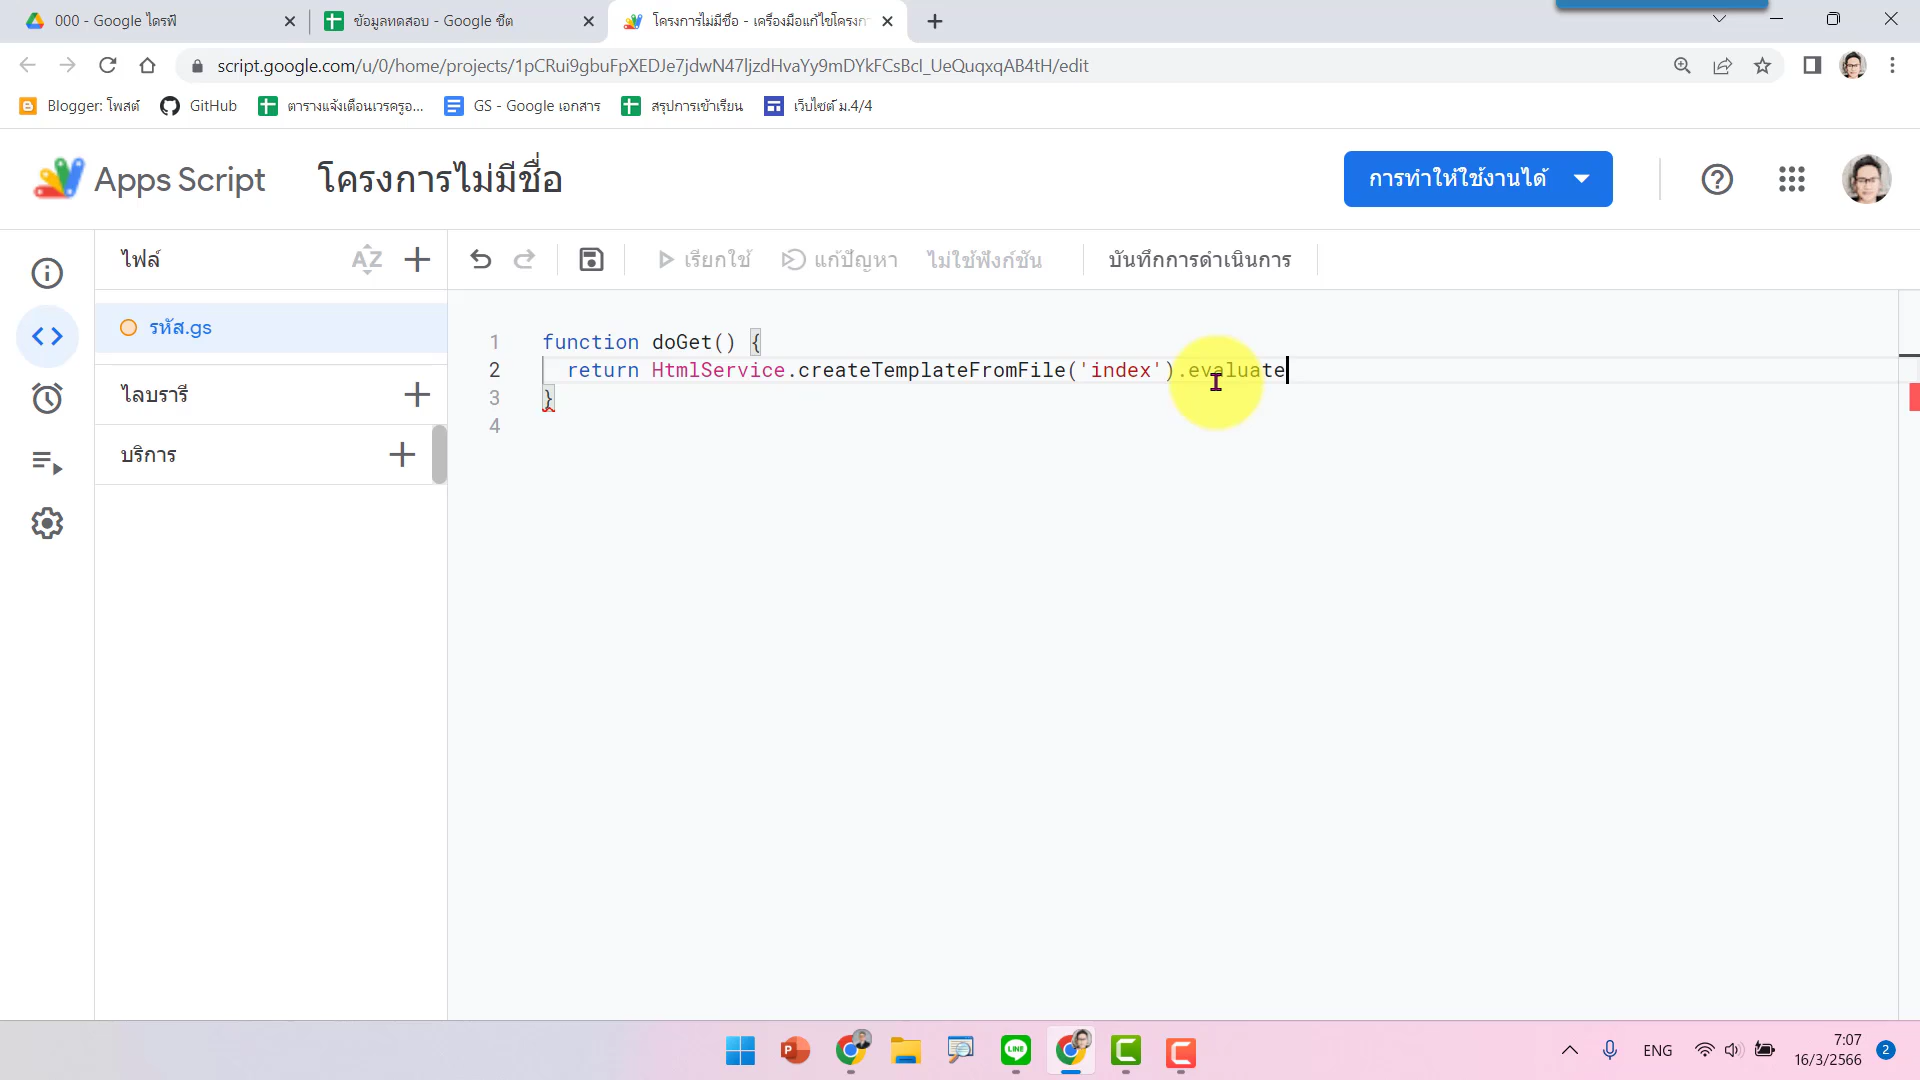 000 - Google ไดรฟ์
ข้อมูลทดสอบ - Google ชีต
โครงการไม่มีชื่อ - เครื่องมือแก้ไขโครงกา
script.google.com/u/0/home/projects/1pCRui9gbuFpXEDJe7jdwN47ljzdHvaYy9mDYkFCsBcI_UeQuqxqAB4tH/edit
Blogger: โพสต์
GitHub
ตารางแจ้งเตือนเวรครูอ...
GS - Google เอกสาร
สรุปการเข้าเรียน
เว็บไซต์ ม.4/4
Apps Script
โครงการไม่มีชื่อ
การทำให้ใช้งานได้
ไฟล์
AZ
เรียกใช้
แก้ปัญหา
ไม่ใช้ฟังก์ชัน
บันทึกการดำเนินการ
รหัส.gs
ไลบรารี
บริการ
1 function doGet() {
2 return HtmlService.createTemplateFromFile('index').evaluate
3 }
4
P
LINE
C
C
ENG
7:07
16/3/2566
2